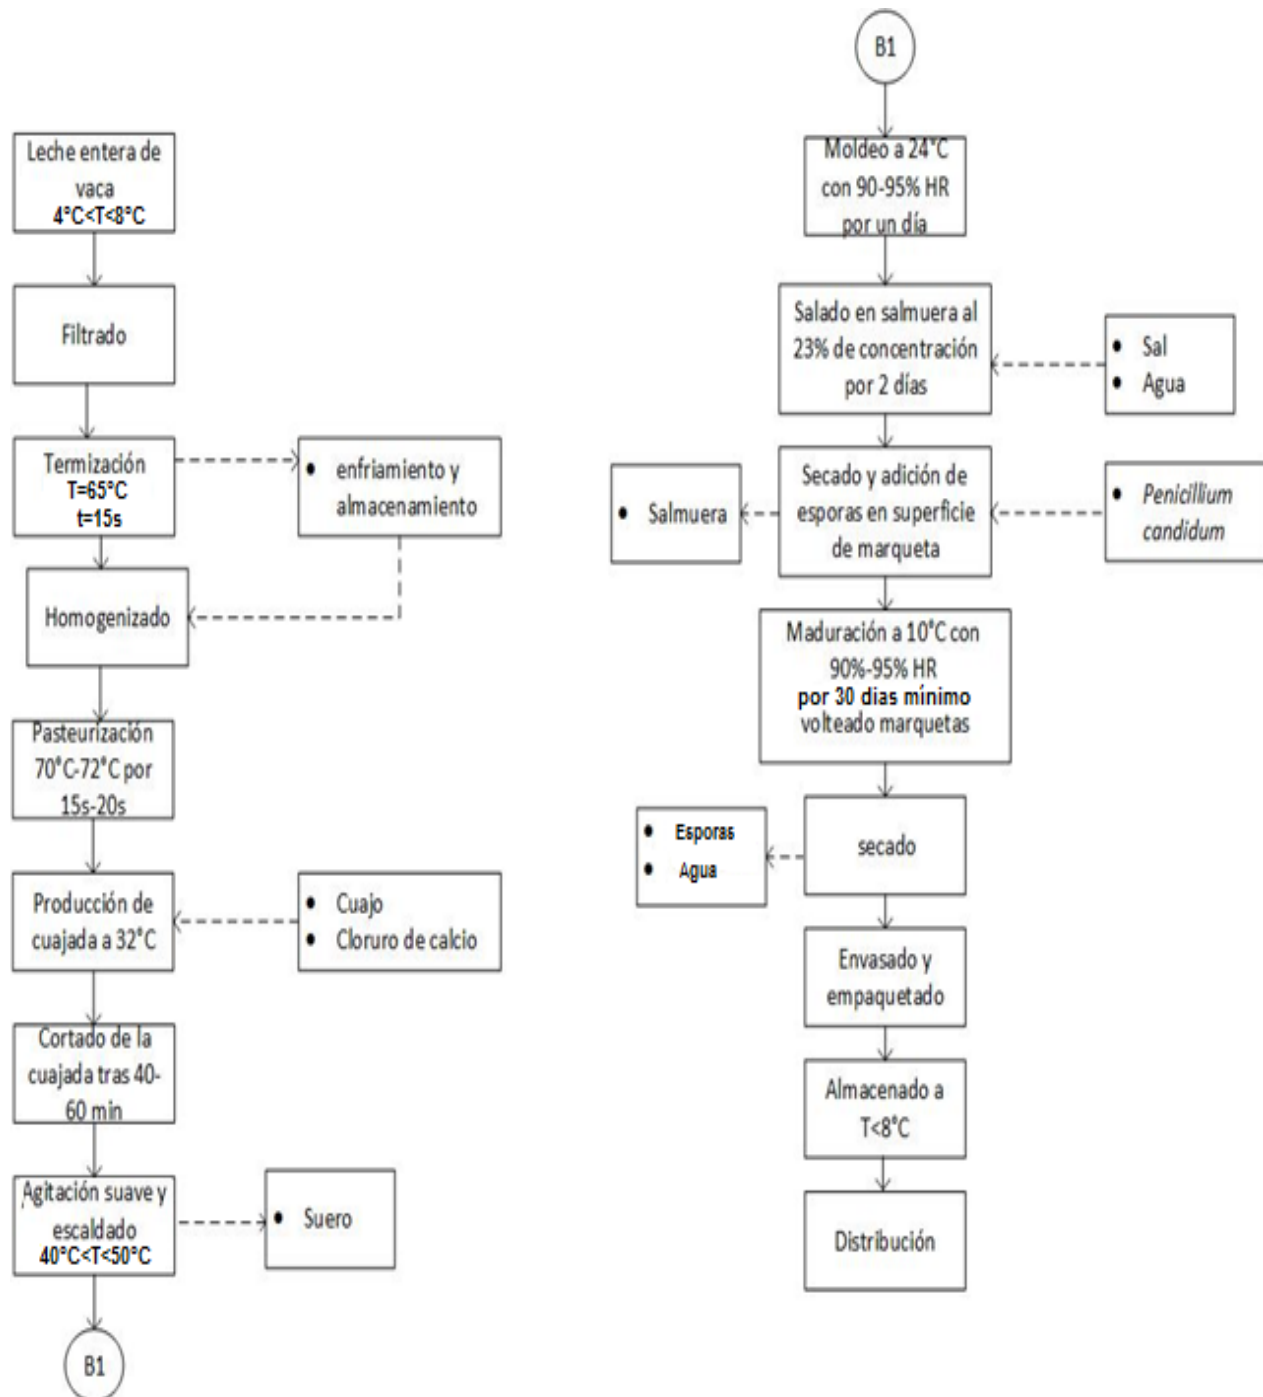 Leche entera de
vaca
4°C<T<8°C
Filtrado
Termización
T=65°C
t=15s
• enfriamiento y
almacenamiento
Homogenizado
Pasteurización
70°C-72°C por
15s-20s
Producción de
cuajada a 32°C
• Cuajo
• Cloruro de calcio
Cortado de la
cuajada tras 40-
60 min
Agitación suave y
escaldado
40°C<T<50°C
• Suero
B1
B1
Moldeo a 24°C
con 90-95% HR
por un día
Salado en salmuera al
23% de concentración
por 2 días
• Sal
• Agua
Secado y adición de
esporas en superficie
de marqueta
• Salmuera
• Penicillium
candidum
Maduración a 10°C con
90%-95% HR
por 30 dias mínimo
volteado marquetas
secado
• Esporas
• Agua
Envasado y
empaquetado
Almacenado a
T<8°C
Distribución